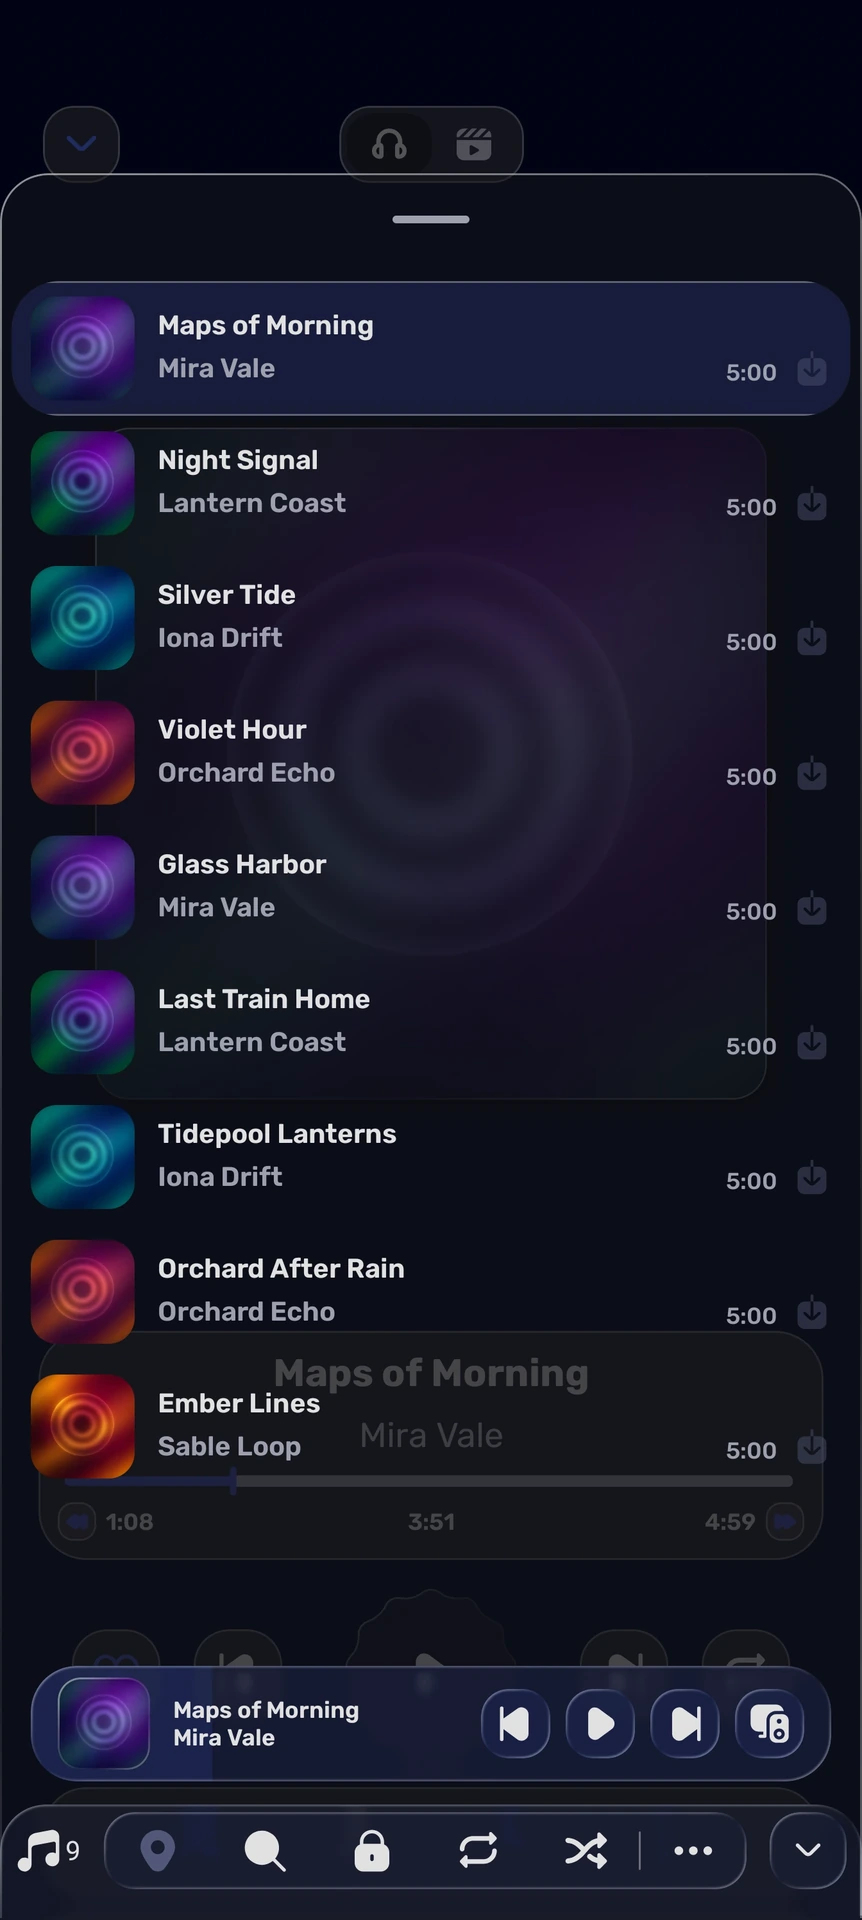 Maps of Morning
Mira Vale
5:00
Night Signal
Lantern Coast
5:00
Silver Tide
Iona Drift
5:00
Violet Hour
Orchard Echo
5:00
Glass Harbor
Mira Vale
5:00
Last Train Home
Lantern Coast
5:00
Tidepool Lanterns
Iona Drift
5:00
Orchard After Rain
Orchard Echo
5:00
Maps of Morning
Ember Lines
Mira Vale
Sable Loop
5:00
1:08 3:51 4:59
Maps of Morning
Mira Vale
9